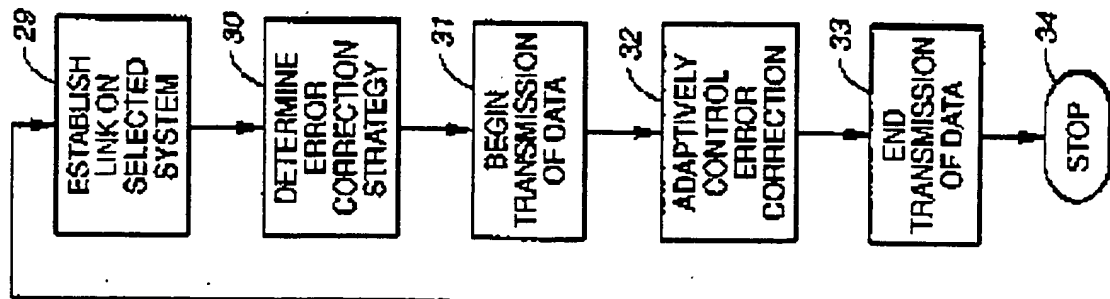 29
ESTABLISH
LINK ON
SELECTED
SYSTEM
30
DETERMINE
ERROR
CORRECTION
STRATEGY
31
BEGIN
TRANSMISSION
OF DATA
32
ADAPTIVELY
CONTROL
ERROR
CORRECTION
33
END
TRANSMISSION
OF DATA
34
STOP